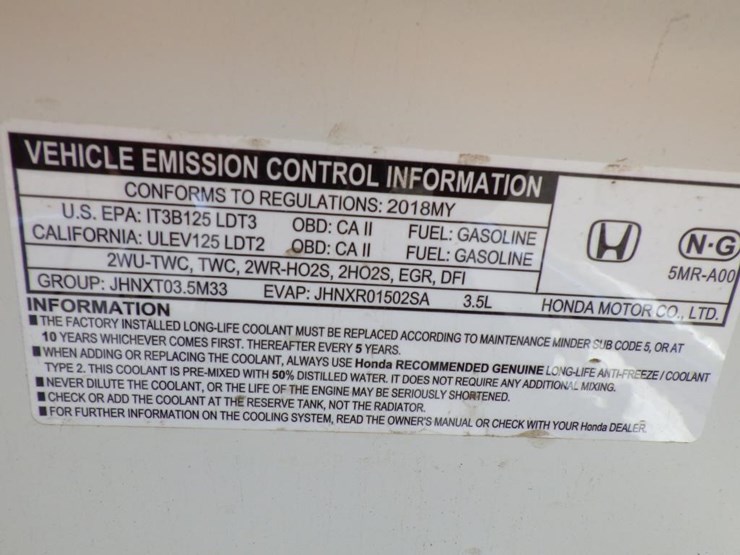 VEHICLE EMISSION CONTROL INFORMATION
CONFORMS TO REGULATIONS: 2018MY
U.S. EPA: IT3B125 LDT3 OBD: CA II FUEL: GASOLINE
CALIFORNIA: ULEV125 LDT2 OBD: CA II FUEL: GASOLINE
2WU-TWC, TWC, 2WR-HO2S, 2HO2S, EGR, DFI
GROUP: JHNXT03.5M33 EVAP: JHNXR01502SA 3.5L
N·G
5MR-A00
HONDA MOTOR CO., LTD.
INFORMATION
■ THE FACTORY INSTALLED LONG-LIFE COOLANT MUST BE REPLACED ACCORDING TO MAINTENANCE MINDER SUB CODE 5, OR AT
10 YEARS WHICHEVER COMES FIRST. THEREAFTER EVERY 5 YEARS.
■ WHEN ADDING OR REPLACING THE COOLANT, ALWAYS USE Honda RECOMMENDED GENUINE LONG-LIFE ANTI-FREEZE / COOLANT
TYPE 2. THIS COOLANT IS PRE-MIXED WITH 50% DISTILLED WATER. IT DOES NOT REQUIRE ANY ADDITIONAL MIXING.
■ NEVER DILUTE THE COOLANT, OR THE LIFE OF THE ENGINE MAY BE SERIOUSLY SHORTENED.
■ CHECK OR ADD THE COOLANT AT THE RESERVE TANK, NOT THE RADIATOR.
■ FOR FURTHER INFORMATION ON THE COOLING SYSTEM, READ THE OWNER'S MANUAL OR CHECK WITH YOUR Honda DEALER.